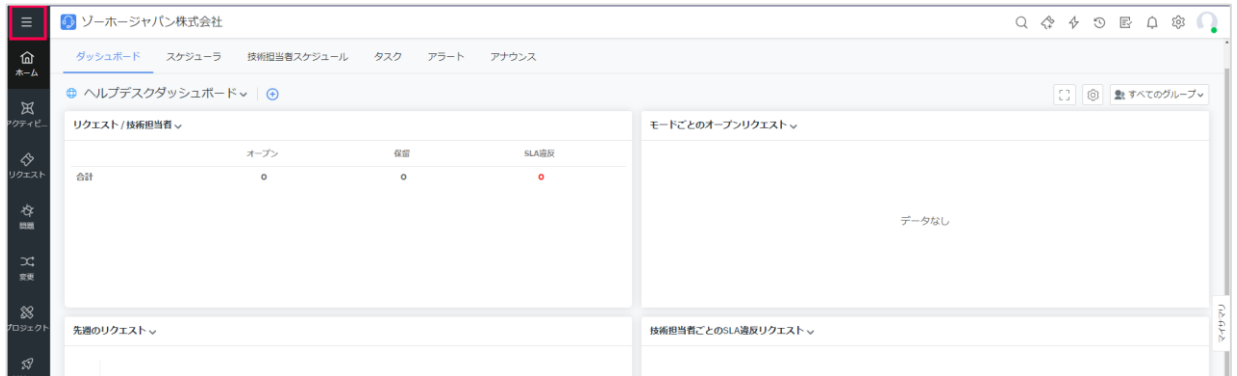 ゾーホージャパン株式会社
ホーム
アクティビ...
リクエスト
問題
変更
プロジェクト
ダッシュボード スケジューラ 技術担当者スケジュール タスク アラート アナウンス
ヘルプデスクダッシュボード
すべてのグループ
リクエスト / 技術担当者
オープン 保留 SLA違反
合計 0 0 0
モードごとのオープンリクエスト
データなし
先週のリクエスト
技術担当者ごとのSLA違反リクエスト
マイサマリ